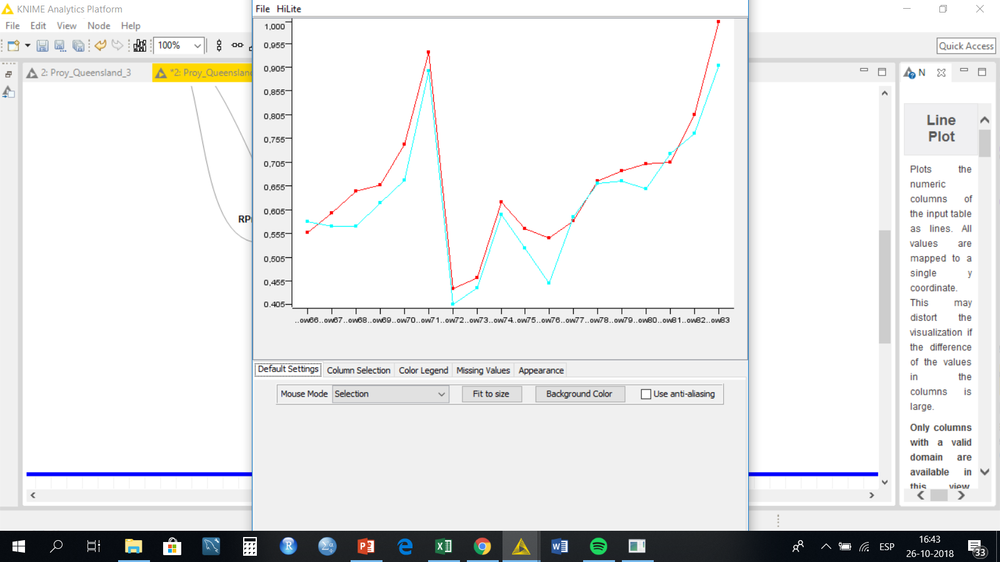 KNIME Analytics Platform
File Edit View Node Help
100%
Quick Access
2: Proy_Queensland_3
*2: Proy_Queensland
N
RP
File HiLite
1,000
0,955
0,905
0,855
0,805
0,755
0,705
0,655
0,605
0,555
0,505
0,455
0.405
..ow66..ow67..ow68..ow69..ow70..ow71..ow72..ow73..ow74..ow75..ow76..ow77..ow78..ow79..ow80..ow81..ow82..ow83
Default Settings Column Selection Color Legend Missing Values Appearance
Mouse Mode Selection Fit to size Background Color Use anti-aliasing
Line
Plot
Plots the
numeric
columns of
the input table
as lines. All
values are
mapped to a
single y
coordinate.
This may
distort the
visualization if
the difference
of the values
in the
columns is
large.
Only columns
with a valid
domain are
available in
this view.
ESP
16:43
26-10-2018
33